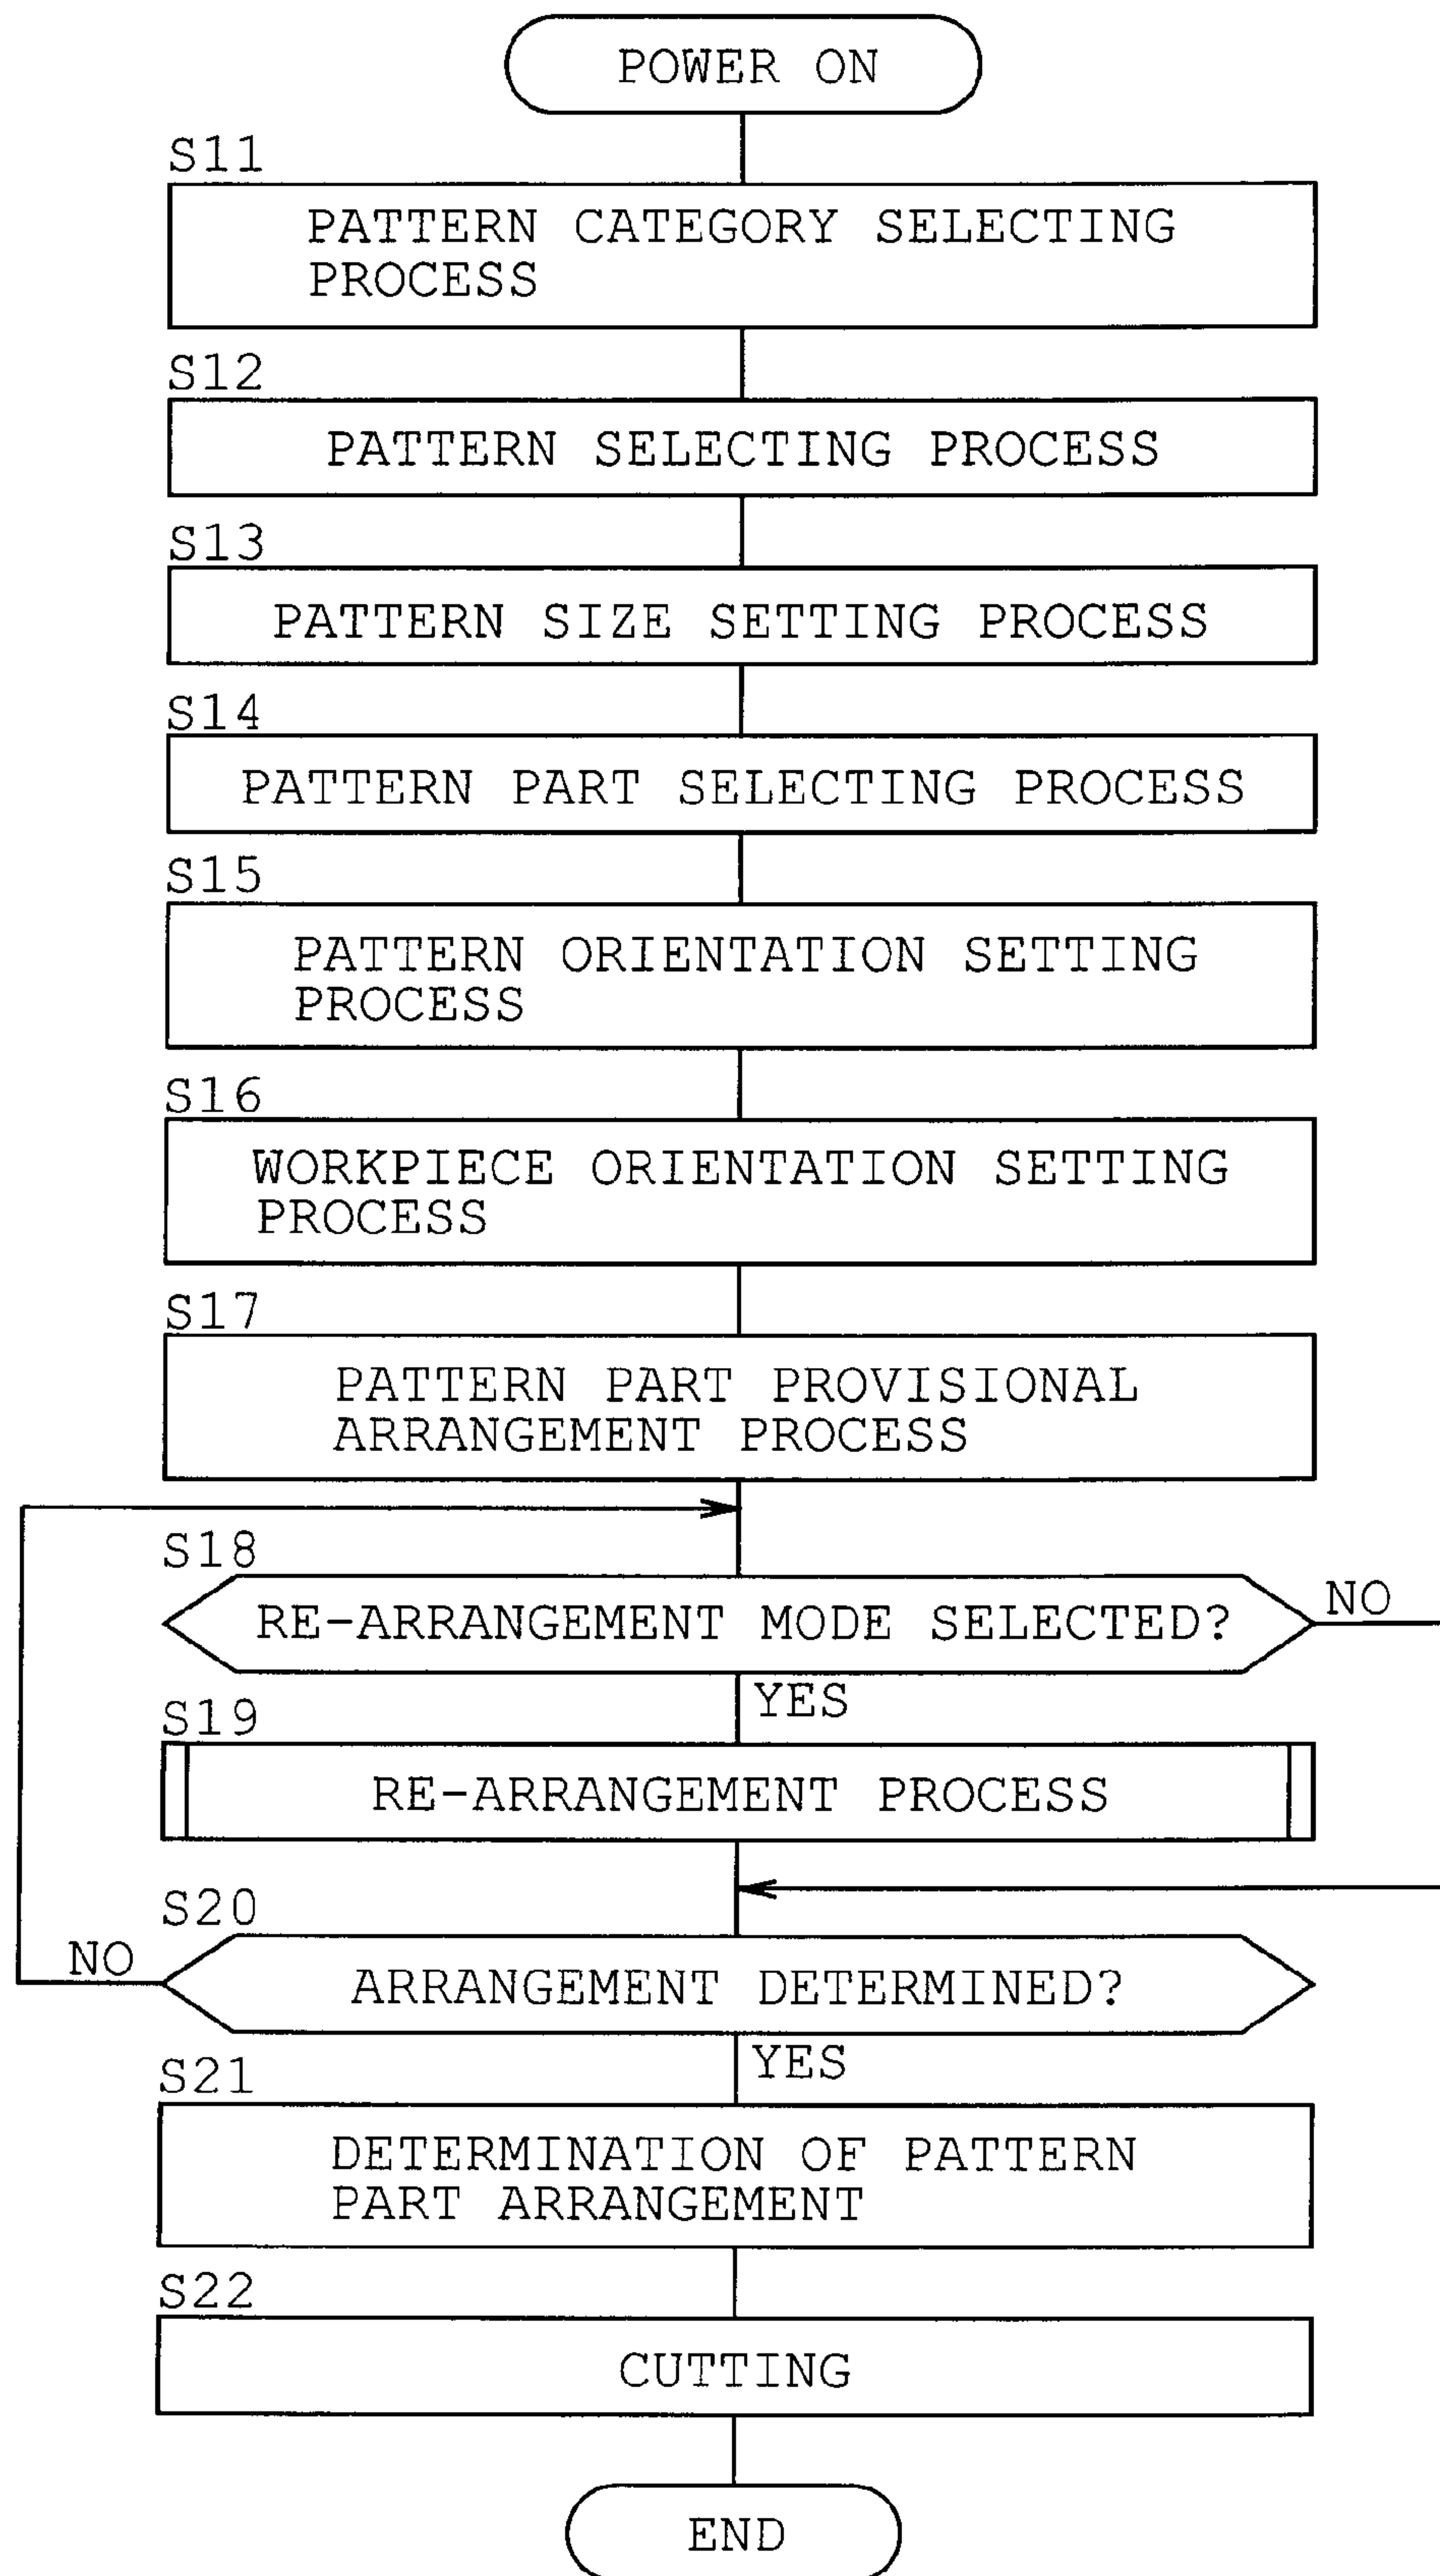 POWER ON
S11
PATTERN CATEGORY SELECTING
PROCESS
S12
PATTERN SELECTING PROCESS
S13
PATTERN SIZE SETTING PROCESS
S14
PATTERN PART SELECTING PROCESS
S15
PATTERN ORIENTATION SETTING
PROCESS
S16
WORKPIECE ORIENTATION SETTING
PROCESS
S17
PATTERN PART PROVISIONAL
ARRANGEMENT PROCESS
S18
RE-ARRANGEMENT MODE SELECTED?
NO
YES
S19
RE-ARRANGEMENT PROCESS
S20
NO
ARRANGEMENT DETERMINED?
YES
S21
DETERMINATION OF PATTERN
PART ARRANGEMENT
S22
CUTTING
END